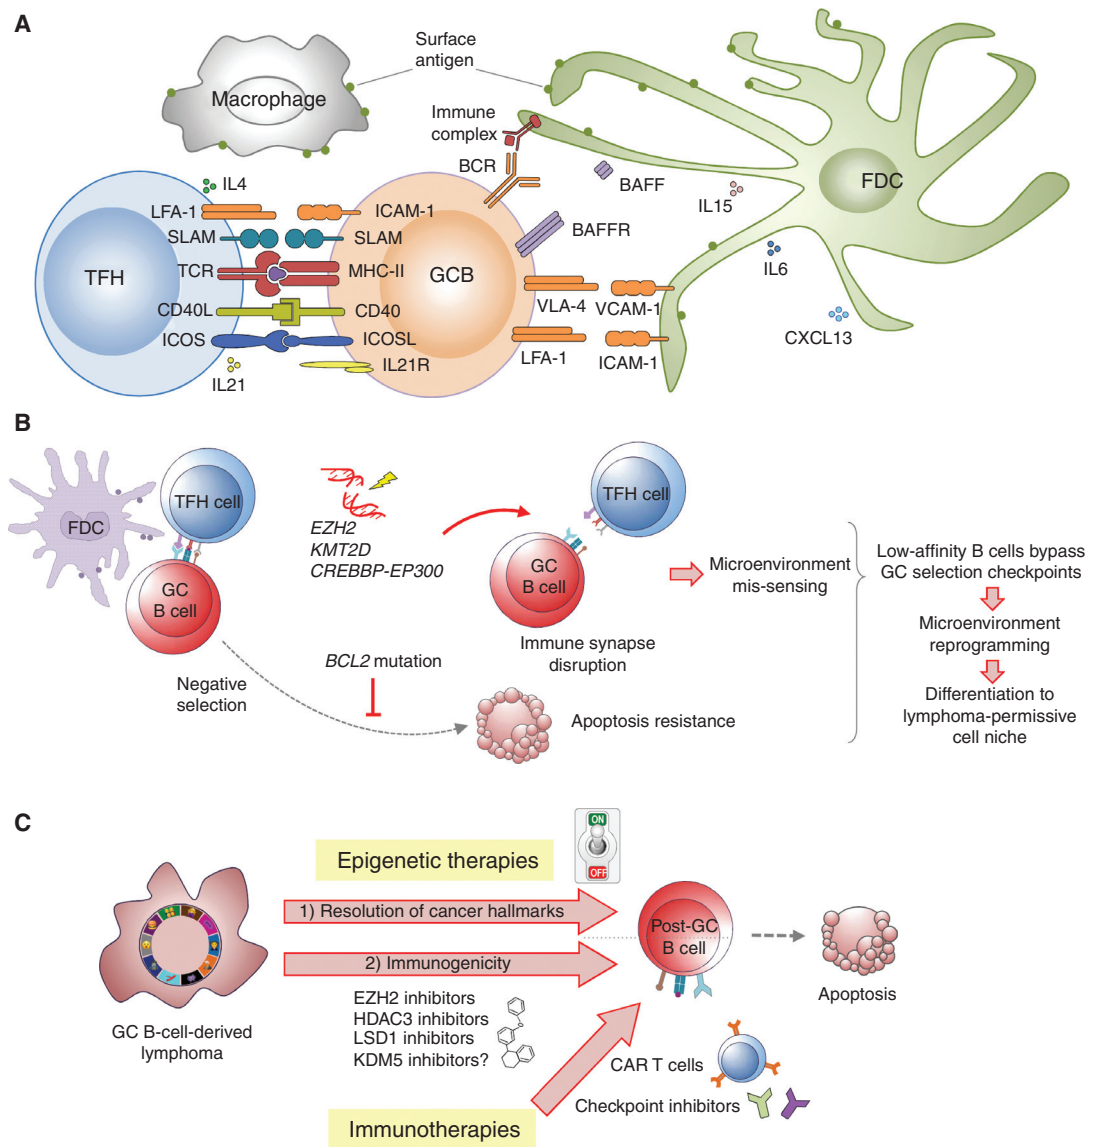 A
Surface
antigen
Macrophage
Immune
complex
BCR
BAFF
FDC
IL4
IL15
LFA-1
ICAM-1
BAFFR
SLAM
SLAM
IL6
TFH
TCR
MHC-II
GCB
CD40L
CD40
VLA-4
VCAM-1
CXCL13
ICOS
ICOSL
LFA-1
ICAM-1
IL21
IL21R
B
FDC
TFH cell
GC
B cell
EZH2
KMT2D
CREBBP-EP300
TFH cell
GC
B cell
Immune synapse
disruption
Microenvironment
mis-sensing
Negative
selection
BCL2 mutation
Apoptosis resistance
Low-affinity B cells bypass
GC selection checkpoints
Microenvironment
reprogramming
Differentiation to
lymphoma-permissive
cell niche
C
Epigenetic therapies
ON
OFF
1) Resolution of cancer hallmarks
2) Immunogenicity
GC B-cell-derived
lymphoma
EZH2 inhibitors
HDAC3 inhibitors
LSD1 inhibitors
KDM5 inhibitors?
Post-GC
B cell
Apoptosis
CAR T cells
Checkpoint inhibitors
Immunotherapies